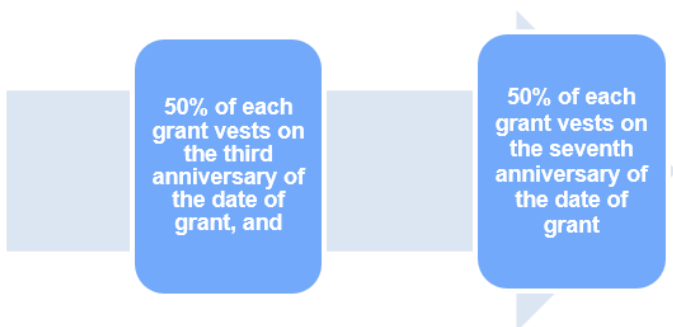 50% of each
grant vests on
the third
anniversary of
the date of
grant, and
50% of each
grant vests on
the seventh
anniversary of
the date of
grant